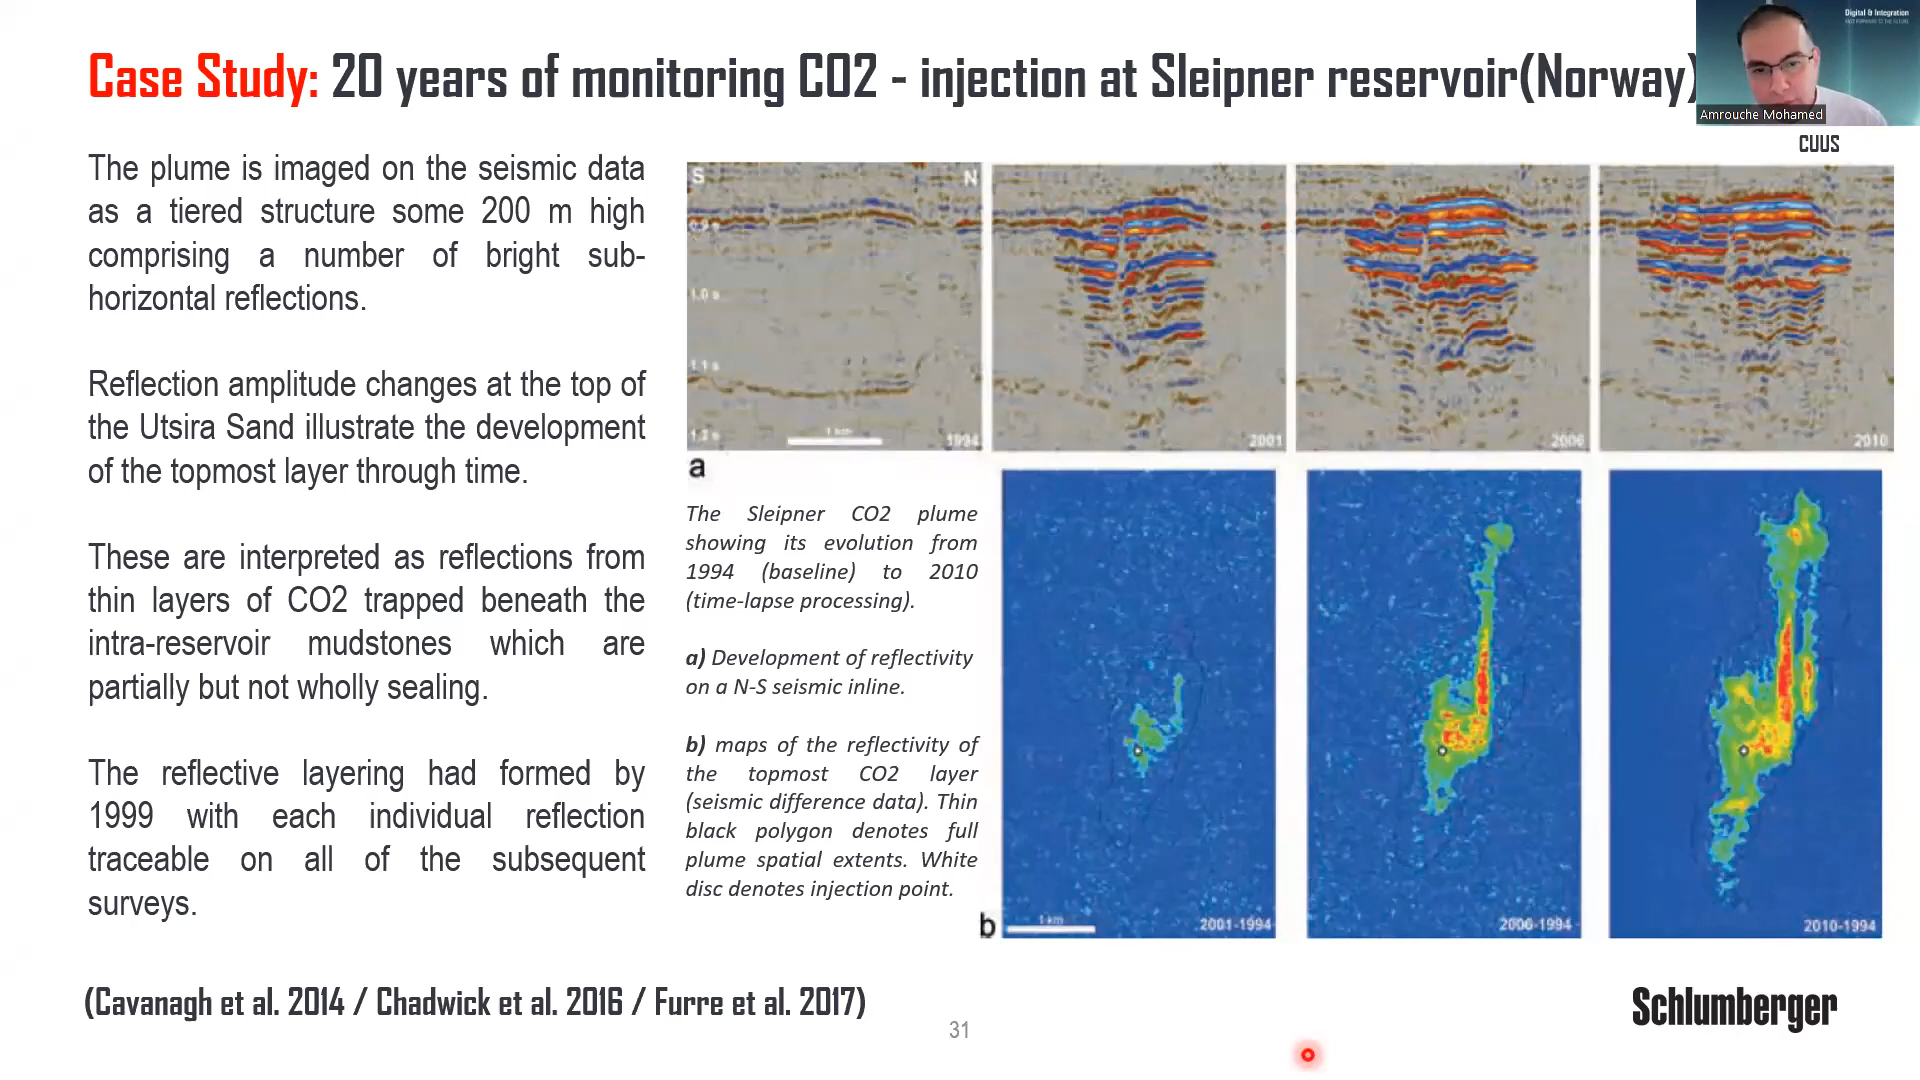 Case Study: 20 years of monitoring CO2 - injection at Sleipner reservoir(Norway)
Digital & Integration
Amrouche Mohamed
CUUS
The plume is imaged on the seismic data
as a tiered structure some 200 m high
comprising a number of bright sub-
horizontal reflections.
Reflection amplitude changes at the top of
the Utsira Sand illustrate the development
of the topmost layer through time.
These are interpreted as reflections from
thin layers of CO2 trapped beneath the
intra-reservoir mudstones which are
partially but not wholly sealing.
The reflective layering had formed by
1999 with each individual reflection
traceable on all of the subsequent
surveys.
S
N
0.9 s
1.0 s
1.1 s
1.2 s
1 km
1994
2001
2006
2010
a
The Sleipner CO2 plume
showing its evolution from
1994 (baseline) to 2010
(time-lapse processing).
a) Development of reflectivity
on a N-S seismic inline.
b) maps of the reflectivity of
the topmost CO2 layer
(seismic difference data). Thin
black polygon denotes full
plume spatial extents. White
disc denotes injection point.
b
1 km
2001-1994
2006-1994
2010-1994
(Cavanagh et al. 2014 / Chadwick et al. 2016 / Furre et al. 2017)
31
Schlumberger